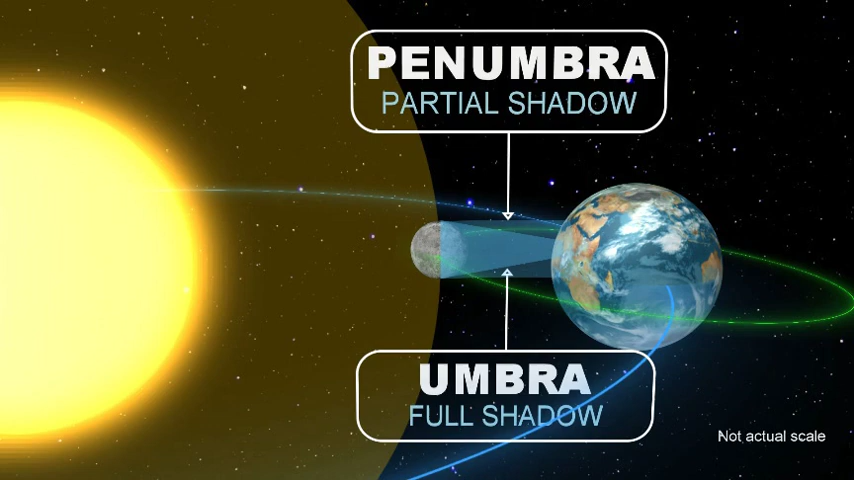 PENUMBRA
PARTIAL SHADOW
UMBRA
FULL SHADOW
Not actual scale